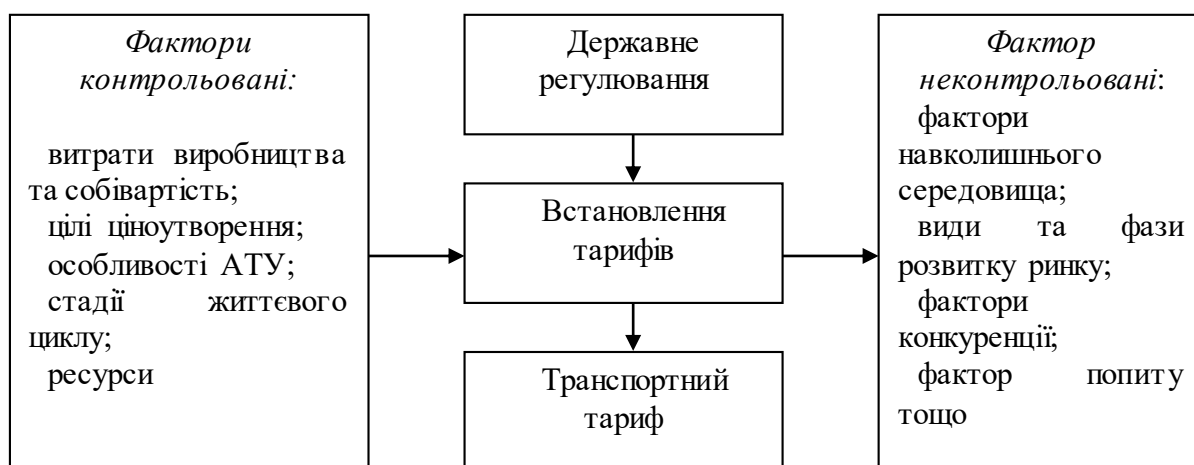 Фактори
контрольовані:
витрати виробництва
та собівартість;
цілі ціноутворення;
особливості АТУ;
стадії життєвого
циклу;
ресурси
Державне
регулювання
Встановлення
тарифів
Транспортний
тариф
Фактор
неконтрольовані:
фактори
навколишнього
середовища;
види та фази
розвитку ринку;
фактори
конкуренції;
фактор попиту
тощо